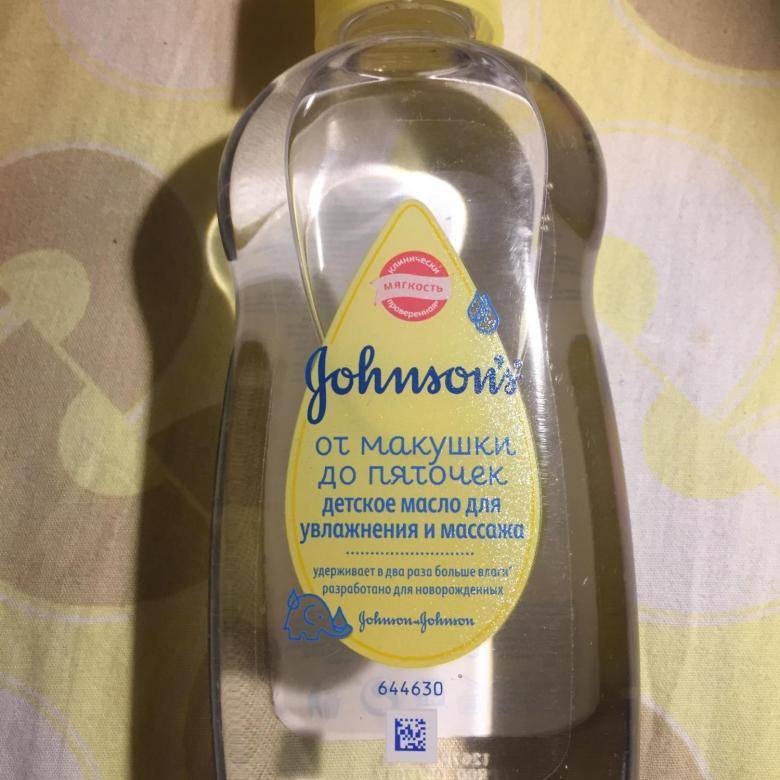 клинически
мягкость
проверенная*
Johnson's®
от макушки
до пяточек
детское масло для
увлажнения и массажа
удерживает в два раза больше влаги*
разработано для новорожденных
Johnson & Johnson
644630